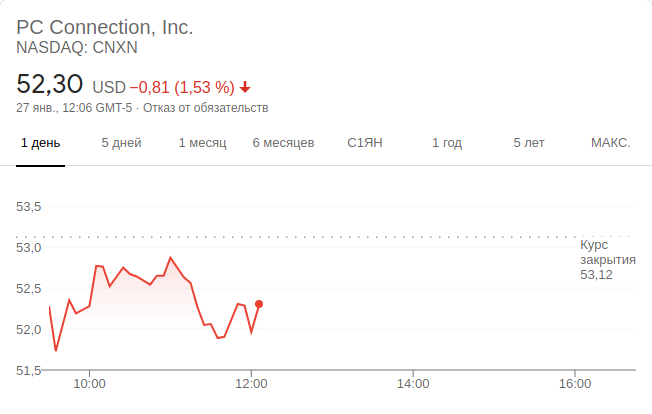 PC Connection, Inc.
NASDAQ: CNXN
52,30 USD −0,81 (1,53 %)
27 янв., 12:06 GMT-5 · Отказ от обязательств
1 день 5 дней 1 месяц 6 месяцев С1ЯН 1 год 5 лет МАКС.
53,5
53,0
52,5
52,0
51,5
Курс
закрытия
53,12
10:00 12:00 14:00 16:00